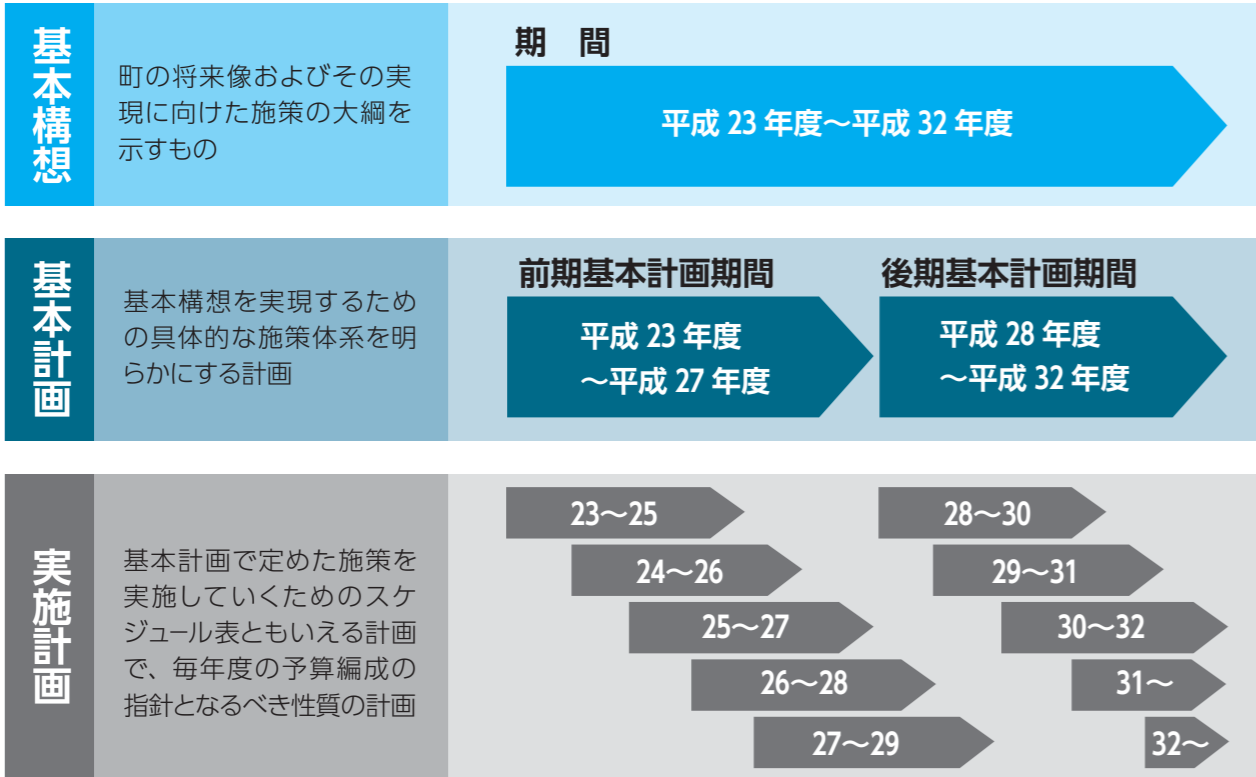 基本構想
町の将来像およびその実
現に向けた施策の大綱を
示すもの
期　間
平成 23 年度～平成 32 年度
基本計画
基本構想を実現するため
の具体的な施策体系を明
らかにする計画
前期基本計画期間
平成 23 年度
～平成 27 年度
後期基本計画期間
平成 28 年度
～平成 32 年度
実施計画
基本計画で定めた施策を
実施していくためのスケ
ジュール表ともいえる計画
で、毎年度の予算編成の
指針となるべき性質の計画
23～25
24～26
25～27
26～28
27～29
28～30
29～31
30～32
31～
32～